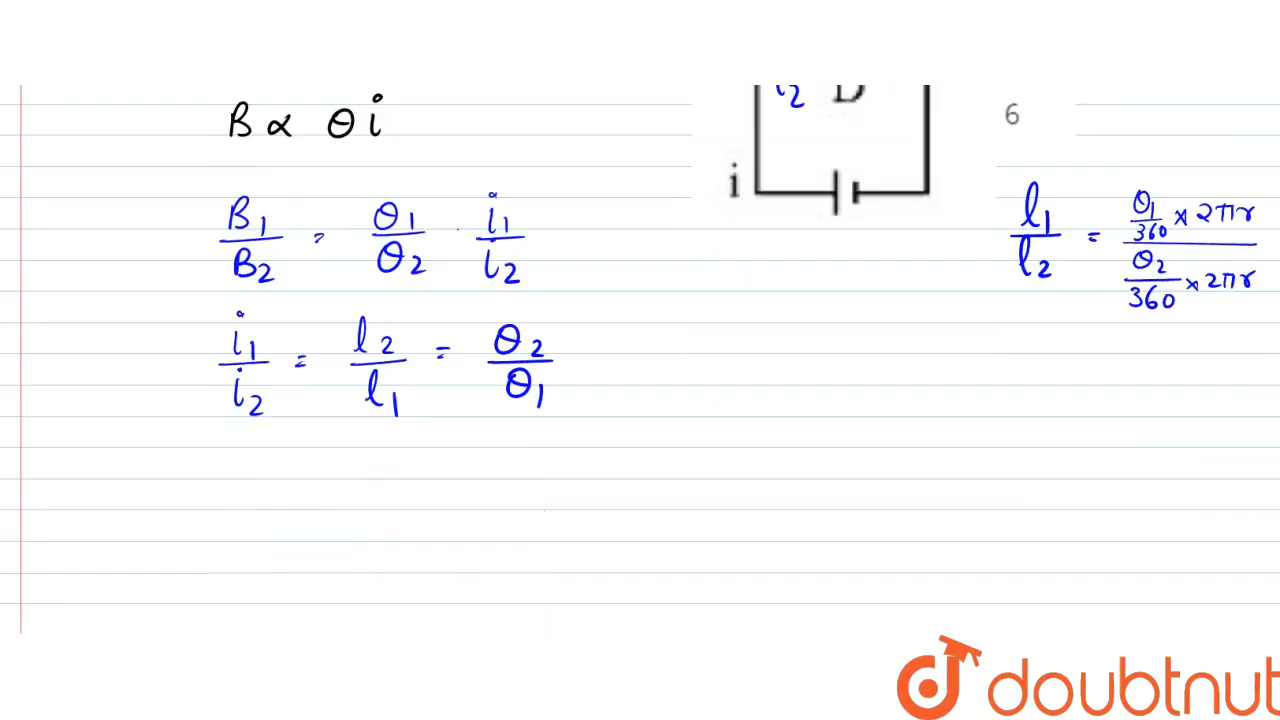 B ∝ θ i
i2 D
6
i
B1/B2 = θ1/θ2 · i1/i2
l1/l2 = (θ1/360 × 2πr)/(θ2/360 × 2πr)
i1/i2 = l2/l1 = θ2/θ1
doubtnut